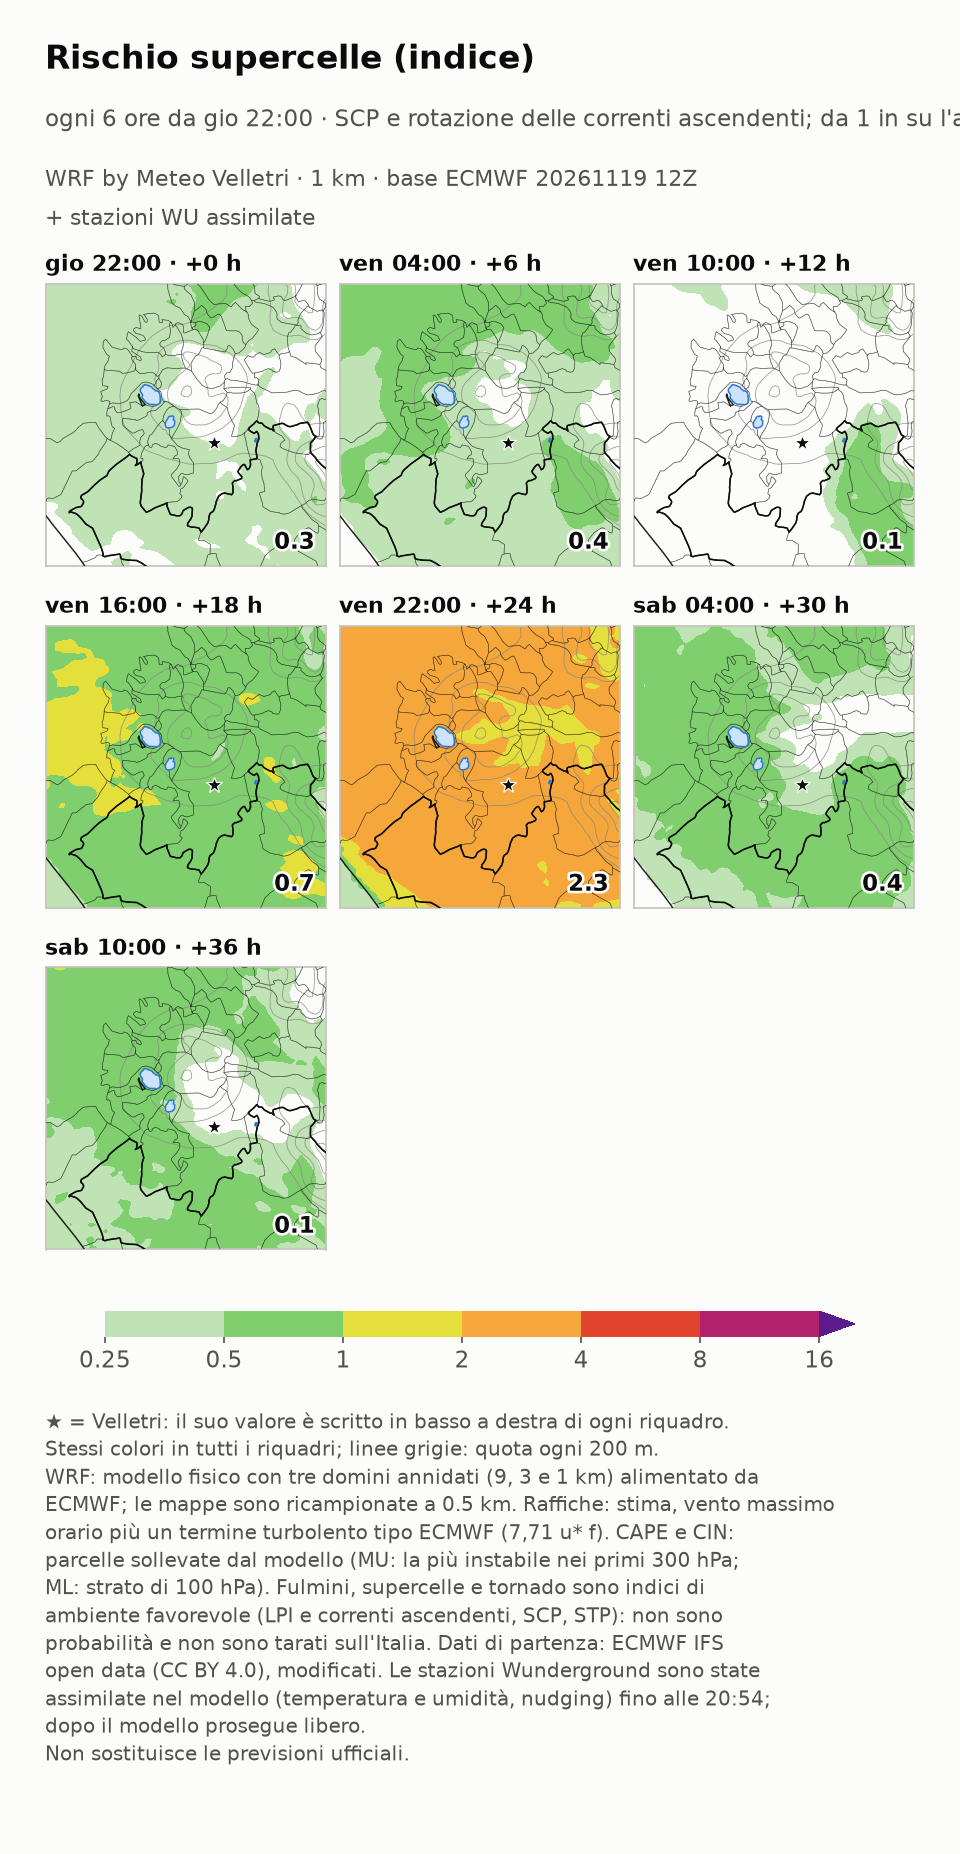 Rischio supercelle (indice)
ogni 6 ore da gio 22:00 · SCP e rotazione delle correnti ascendenti; da 1 in su
WRF by Meteo Velletri · 1 km · base ECMWF 20261119 12Z
+ stazioni WU assimilate
gio 22:00 · +0 h
ven 04:00 · +6 h
ven 10:00 · +12 h
0.3
0.4
0.1
ven 16:00 · +18 h
ven 22:00 · +24 h
sab 04:00 · +30 h
0.7
2.3
0.4
sab 10:00 · +36 h
0.1
0.25
0.5
1
2
4
8
16
★ = Velletri: il suo valore è scritto in basso a destra di ogni riquadro.
Stessi colori in tutti i riquadri; linee grigie: quota ogni 200 m.
WRF: modello fisico con tre domini annidati (9, 3 e 1 km) alimentato da
ECMWF; le mappe sono ricampionate a 0.5 km. Raffiche: stima, vento massimo
orario più un termine turbolento tipo ECMWF (7,71 u* f). CAPE e CIN:
parcelle sollevate dal modello (MU: la più instabile nei primi 300 hPa;
ML: strato di 100 hPa). Fulmini, supercelle e tornado sono indici di
ambiente favorevole (LPI e correnti ascendenti, SCP, STP): non sono
probabilità e non sono tarati sull'Italia. Dati di partenza: ECMWF IFS
open data (CC BY 4.0), modificati. Le stazioni Wunderground sono state
assimilate nel modello (temperatura e umidità, nudging) fino alle 20:54;
dopo il modello prosegue libero.
Non sostituisce le previsioni ufficiali.